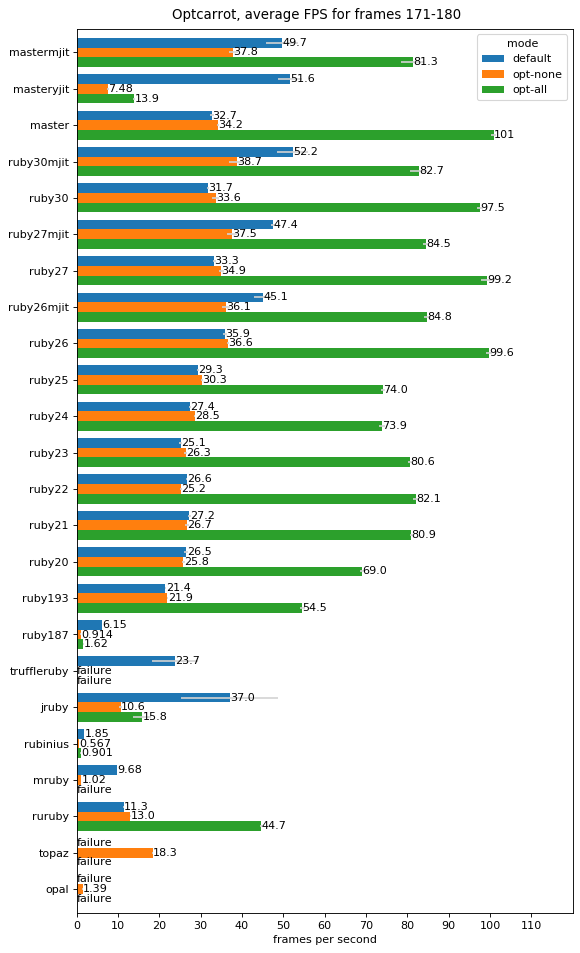 Optcarrot, average FPS for frames 171-180
mode
default
opt-none
opt-all
mastermjit
49.7
37.8
81.3
masteryjit
51.6
7.48
13.9
master
32.7
34.2
101
ruby30mjit
52.2
38.7
82.7
ruby30
31.7
33.6
97.5
ruby27mjit
47.4
37.5
84.5
ruby27
33.3
34.9
99.2
ruby26mjit
45.1
36.1
84.8
ruby26
35.9
36.6
99.6
ruby25
29.3
30.3
74.0
ruby24
27.4
28.5
73.9
ruby23
25.1
26.3
80.6
ruby22
26.6
25.2
82.1
ruby21
27.2
26.7
80.9
ruby20
26.5
25.8
69.0
ruby193
21.4
21.9
54.5
ruby187
6.15
0.914
1.62
truffleruby
23.7
failure
failure
jruby
37.0
10.6
15.8
rubinius
1.85
0.567
0.901
mruby
9.68
1.02
failure
ruruby
11.3
13.0
44.7
topaz
failure
18.3
failure
opal
failure
1.39
failure
0 10 20 30 40 50 60 70 80 90 100 110
frames per second